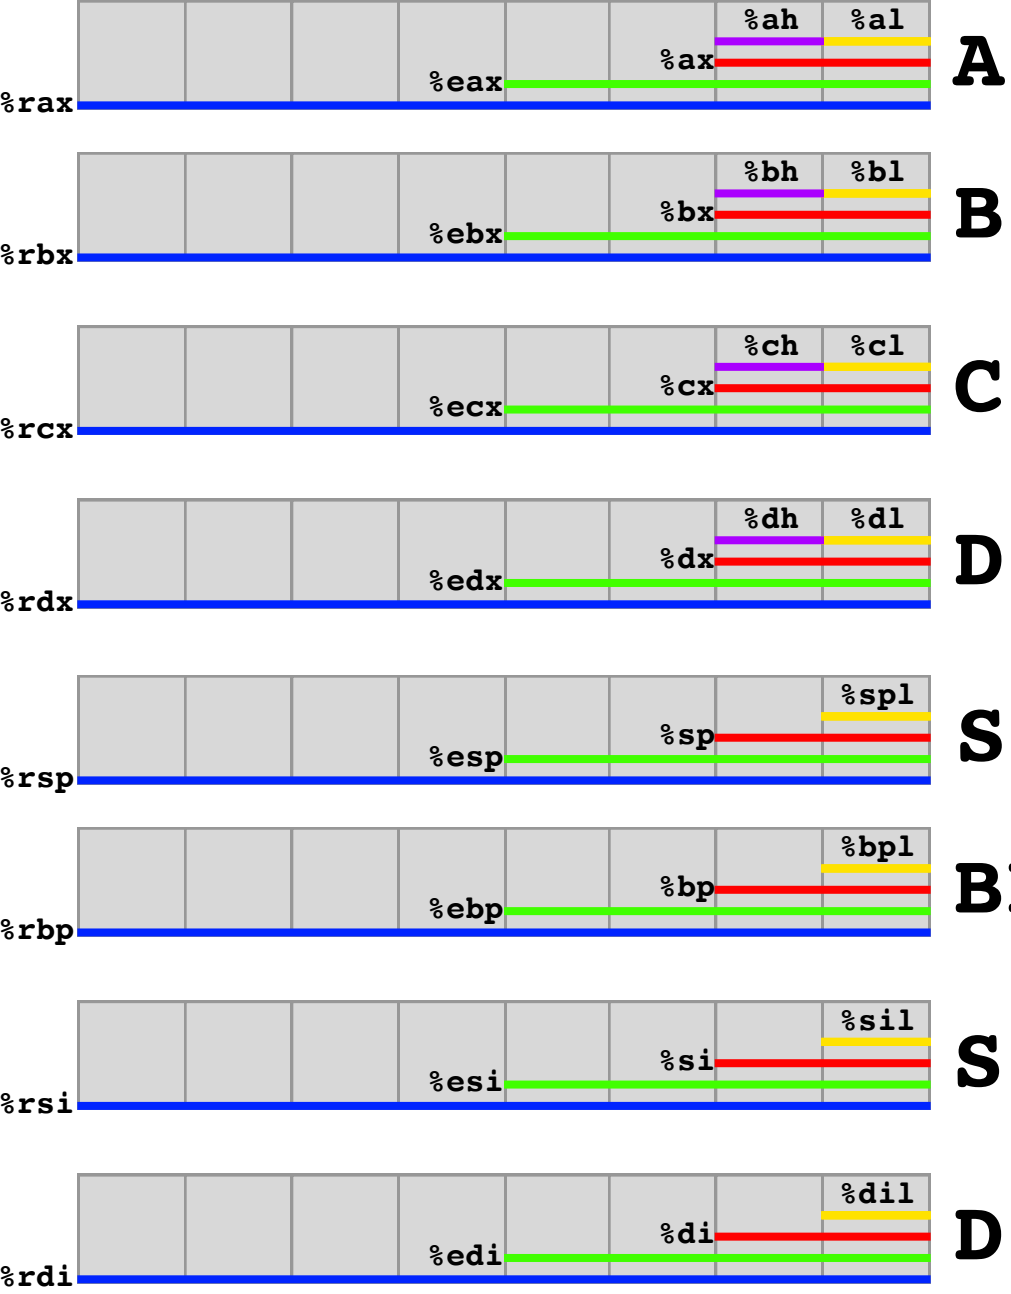 %ah %al
%ax
%eax
%rax
A
%bh %bl
%bx
%ebx
%rbx
B
%ch %cl
%cx
%ecx
%rcx
C
%dh %dl
%dx
%edx
%rdx
D
%spl
%sp
%esp
%rsp
S
%bpl
%bp
%ebp
%rbp
B
%sil
%si
%esi
%rsi
S
%dil
%di
%edi
%rdi
D